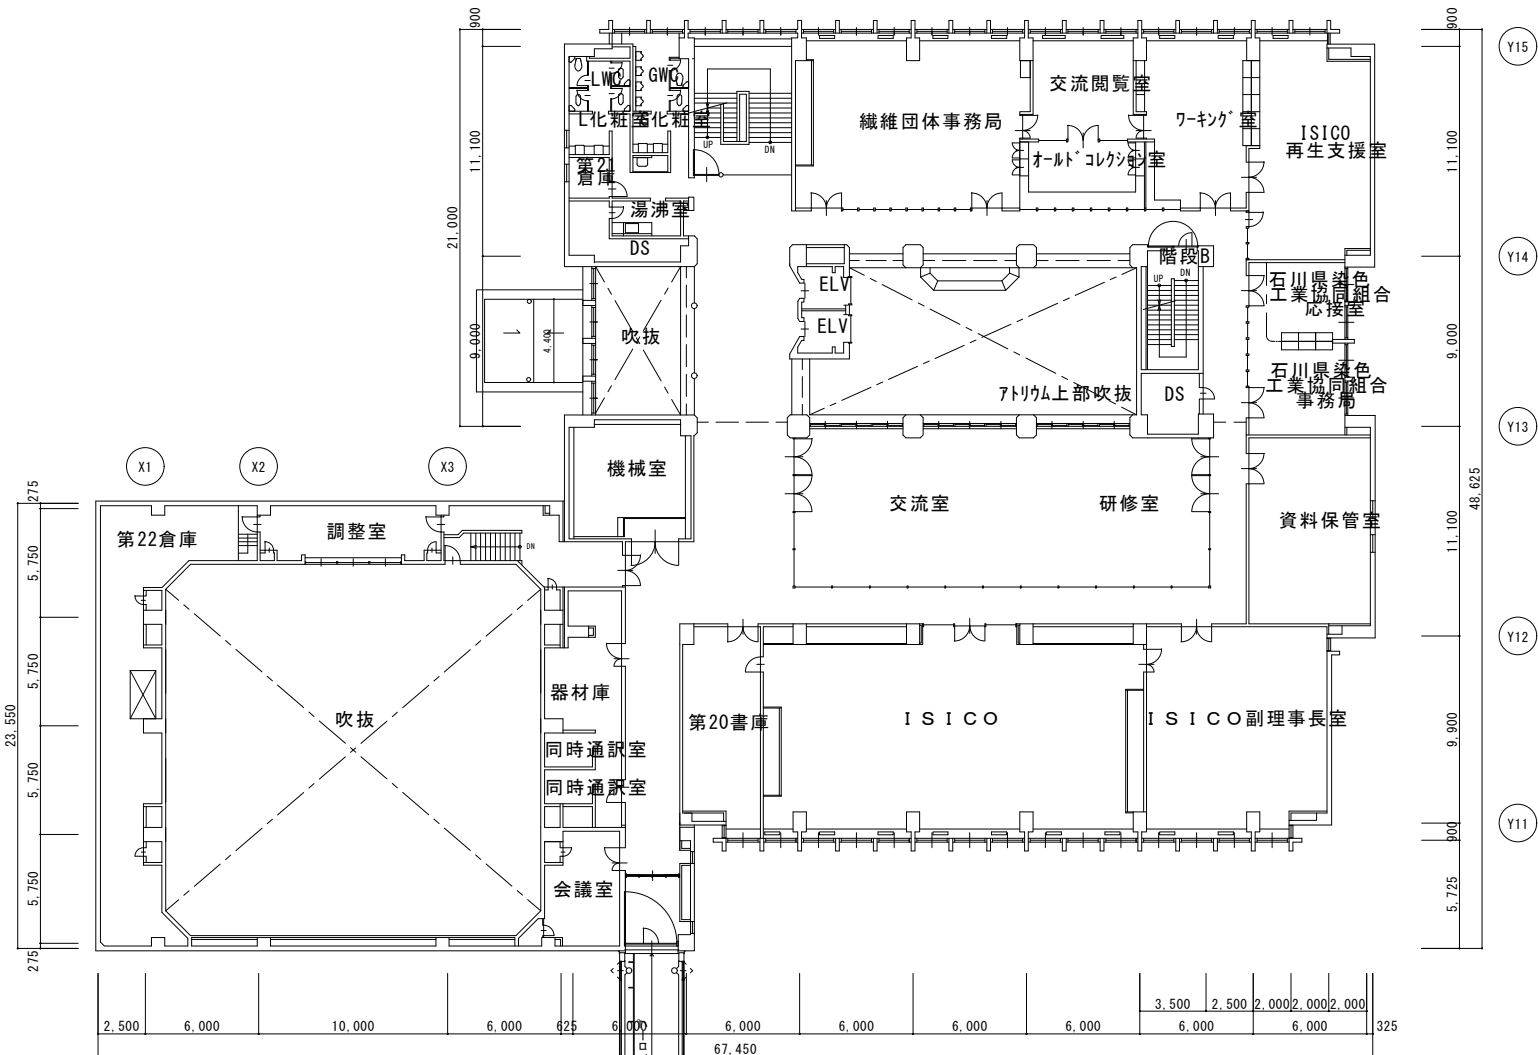 900
900
Y15
交流閲覧室
LWC
GWC
繊維団体事務局
ワーキング室
ISICO
再生支援室
L化粧室
化粧室
UP
DN
11,100
11,100
オールドコレクション室
第21
倉庫
湯沸室
21,000
DS
階段B
Y14
UP
DN
石川県染色
工業協同組合
応接室
ELV
ELV
9,000
4,400
吹抜
9,000
石川県染色
工業協同組合
事務局
アトリウム上部吹抜
DS
Y13
X1
X2
X3
機械室
48,625
275
交流室
研修室
資料保管室
第22倉庫
調整室
DN
5,750
11,100
Y12
5,750
器材庫
23,550
吹抜
第20書庫
ＩＳＩＣＯ
ＩＳＩＣＯ副理事長室
9,900
同時通訳室
同時通訳室
5,750
Y11
900
5,750
会議室
5,725
275
3,500
2,500
2,000
2,000
2,000
2,500
6,000
10,000
6,000
625
6,000
6,000
6,000
6,000
6,000
6,000
6,000
325
67,450